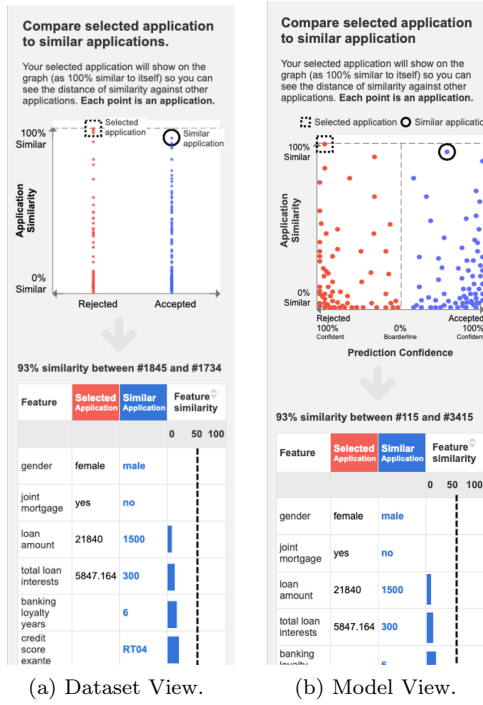 Compare selected application
to similar applications.
Your selected application will show on the
graph (as 100% similar to itself) so you can
see the distance of similarity against other
applications. Each point is an application.
Selected
application
Similar
application
100%
Similar
Application
Similarity
0%
Similar
Rejected
Accepted
93% similarity between #1845 and #1734
Feature
Selected
Application
Similar
Application
Feature
similarity
0 50 100
gender female male
joint
mortgage
yes no
loan
amount
21840 1500
total loan
interests
5847.164 300
banking
loyalty
years
6
credit
score
exante
RT04
(a) Dataset View.
Compare selected application
to similar application
Your selected application will show on the
graph (as 100% similar to itself) so you can
see the distance of similarity against other
applications. Each point is an application.
Selected application Similar applicatio
100%
Similar
Application
Similarity
0%
Similar
Rejected
100%
Confident
0%
Boarderline
Accepted
100%
Confident
Prediction Confidence
93% similarity between #115 and #3415
Feature
Selected
Application
Similar
Application
Feature
similarity
0 50 100
gender female male
joint
mortgage
yes no
loan
amount
21840 1500
total loan
interests
5847.164 300
banking
(b) Model View.